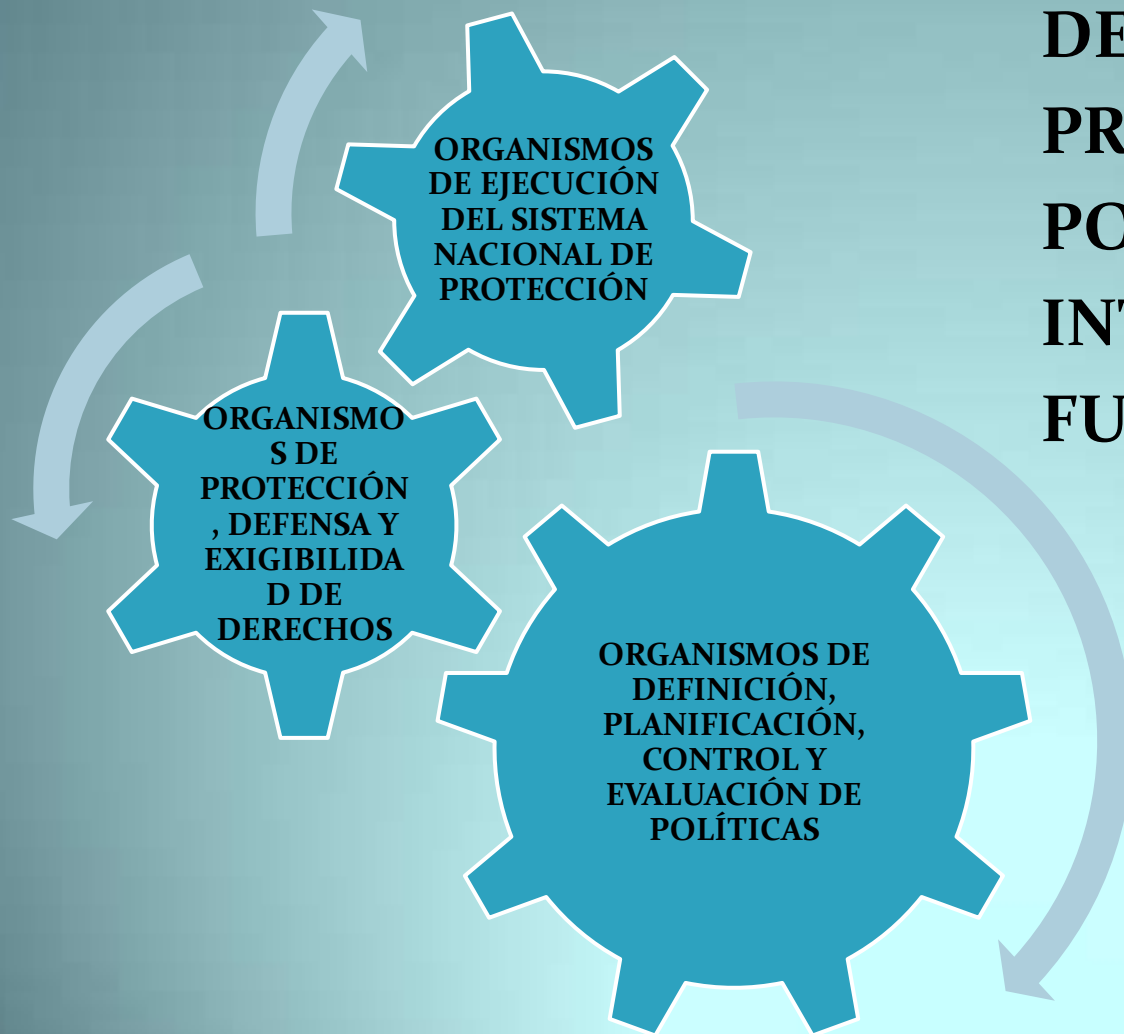 ORGANISMOS
DE EJECUCIÓN
DEL SISTEMA
NACIONAL DE
PROTECCIÓN
ORGANISMO
S DE
PROTECCIÓN
, DEFENSA Y
EXIGIBILIDA
D DE
DERECHOS
ORGANISMOS DE
DEFINICIÓN,
PLANIFICACIÓN,
CONTROL Y
EVALUACIÓN DE
POLÍTICAS
DE
PR
PO
INT
FU